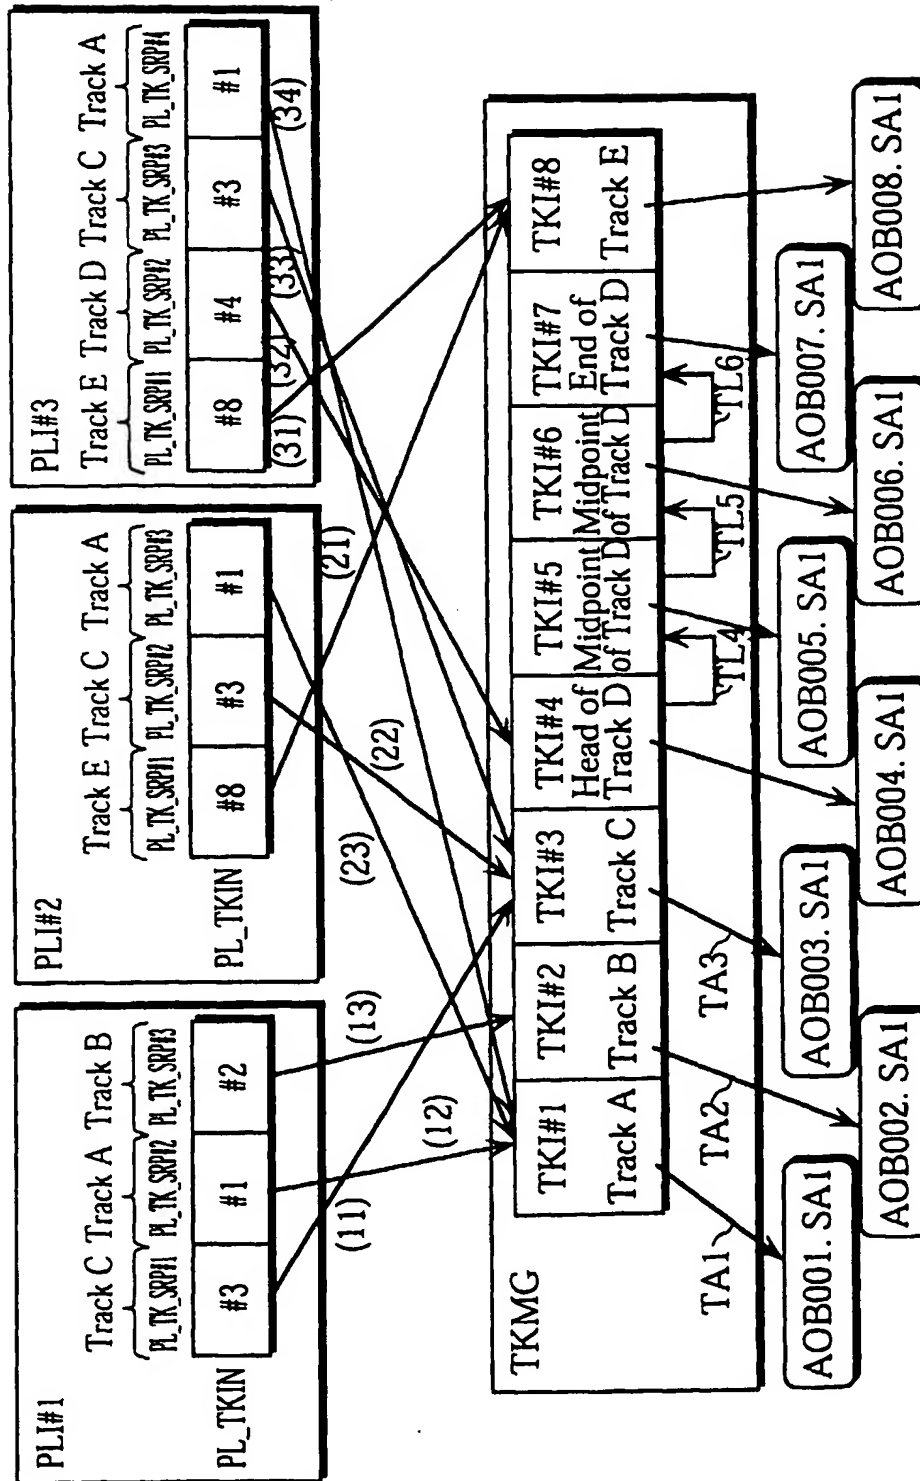 PLI#1
Track C Track A Track B
PL_TK_SRP#1 PL_TK_SRP#2 PL_TK_SRP#3
PL_TKIN #3 #1 #2
PLI#2
Track E Track C Track A
PL_TK_SRP#1 PL_TK_SRP#2 PL_TK_SRP#3
PL_TKIN #8 #3 #1
PLI#3
Track E Track D Track C Track A
PL_TK_SRP#1 PL_TK_SRP#2 PL_TK_SRP#3 PL_TK_SRP#4
#8 #4 #3 #1
(11) (12) (13)
(23) (22) (21)
(31) (32) (33) (34)
TKMG
TKI#1 Track A
TKI#2 Track B
TKI#3 Track C
TKI#4 Head of Track D
TKI#5 Midpoint of Track D
TKI#6 Midpoint of Track D
TKI#7 End of Track D
TKI#8 Track E
TA1 TA2 TA3 TL4 TL5 TL6
AOB001. SA1
AOB002. SA1
AOB003. SA1
AOB004. SA1
AOB005. SA1
AOB006. SA1
AOB007. SA1
AOB008. SA1